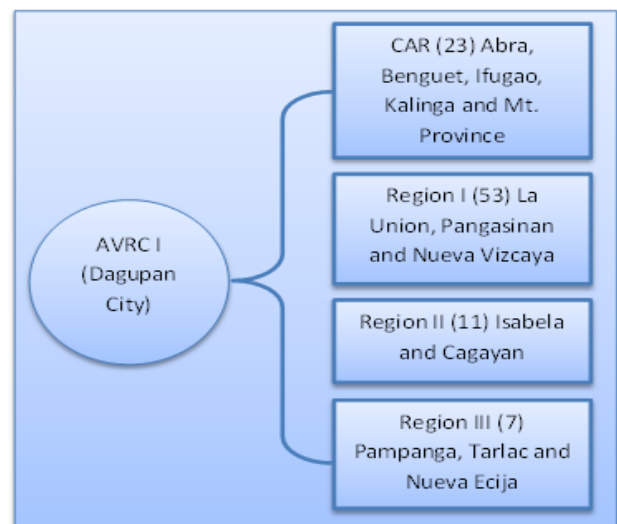 AVRC I
(Dagupan
City)
CAR (23) Abra,
Benguet, Ifugao,
Kalinga and Mt.
Province
Region I (53) La
Union, Pangasinan
and Nueva Vizcaya
Region II (11) Isabela
and Cagayan
Region III (7)
Pampanga, Tarlac and
Nueva Ecija